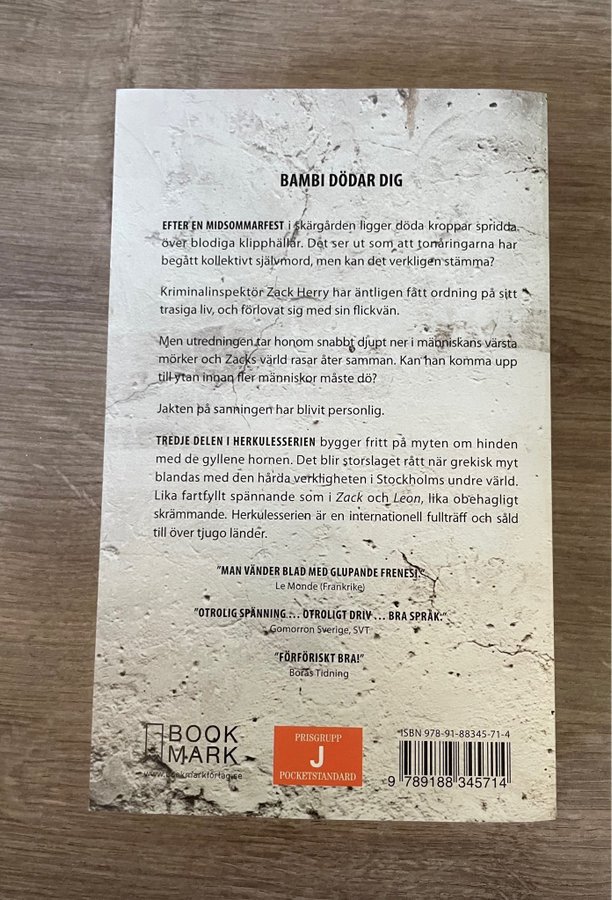 BAMBI DÖDAR DIG
EFTER EN MIDSOMMARFEST i skärgården ligger döda kroppar spridda
över blodiga klipphällar. Det ser ut som att tonåringarna har
begått kollektivt självmord, men kan det verkligen stämma?
Kriminalinspektör Zack Herry har äntligen fått ordning på sitt
trasiga liv, och förlovat sig med sin flickvän.
Men utredningen tar honom snabbt djupt ner i människans värsta
mörker och Zacks värld rasar åter samman. Kan han komma upp
till ytan innan fler människor måste dö?
Jakten på sanningen har blivit personlig.
TREDJE DELEN I HERKULESSERIEN bygger fritt på myten om hinden
med de gyllene hornen. Det blir storslaget rått när grekisk myt
blandas med den hårda verkligheten i Stockholms undre värld.
Lika fartfyllt spännande som i Zack och Leon, lika obehagligt
skrämmande. Herkulesserien är en internationell fullträff och såld
till över tjugo länder.
"MAN VÄNDER BLAD MED GLUPANDE FRENESI."
Le Monde (Frankrike)
"OTROLIG SPÄNNING ... OTROLIGT DRIV ... BRA SPRÅK."
Gomorron Sverige, SVT
"FÖRFÖRISKT BRA!"
Borås Tidning
BOOK
MARK
www.bookmarkforlag.se
PRISGRUPP
J
POCKETSTANDARD
ISBN 978-91-88345-71-4
9 789188 345714